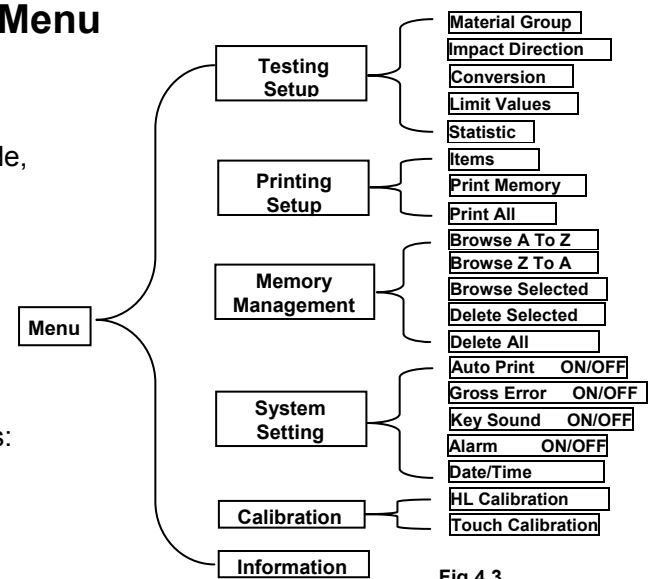 Menu
Testing
Setup
Material Group
Impact Direction
Conversion
Limit Values
Statistic
le,
Printing
Setup
Items
Print Memory
Print All
Menu
Memory
Management
Browse A To Z
Browse Z To A
Browse Selected
Delete Selected
Delete All
s:
System
Setting
Auto Print ON/OFF
Gross Error ON/OFF
Key Sound ON/OFF
Alarm ON/OFF
Date/Time
Calibration
HL Calibration
Touch Calibration
Information
Fig 4.3